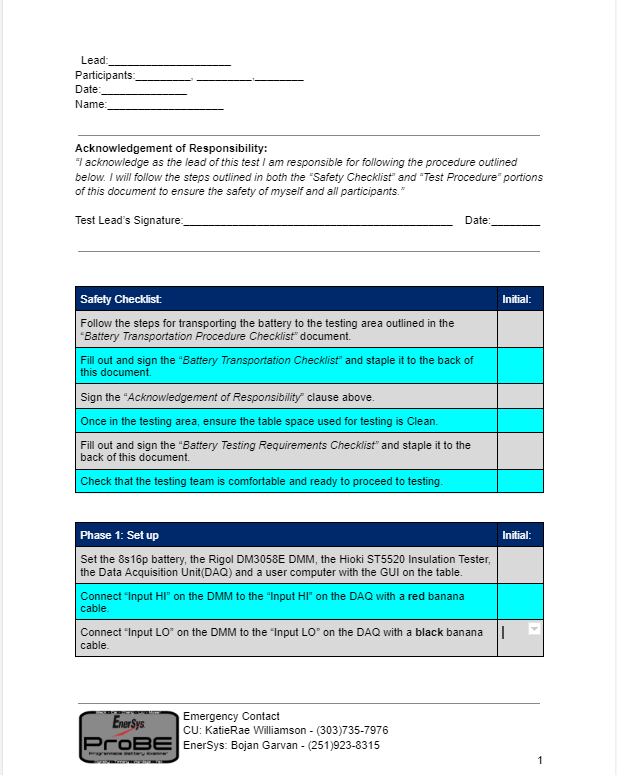 Lead:____________________
Participants:_________, _________,________
Date:______________
Name:___________________
Acknowledgement of Responsibility:
"I acknowledge as the lead of this test I am responsible for following the procedure outlined
below. I will follow the steps outlined in both the "Safety Checklist" and "Test Procedure" portions
of this document to ensure the safety of myself and all participants."
Test Lead's Signature:____________________________________________ Date:________
Safety Checklist: Initial:
Follow the steps for transporting the battery to the testing area outlined in the
"Battery Transportation Procedure Checklist" document.
Fill out and sign the "Battery Transportation Checklist" and staple it to the back of
this document.
Sign the "Acknowledgement of Responsibility" clause above.
Once in the testing area, ensure the table space used for testing is Clean.
Fill out and sign the "Battery Testing Requirements Checklist" and staple it to the
back of this document.
Check that the testing team is comfortable and ready to proceed to testing.
Phase 1: Set up Initial:
Set the 8s16p battery, the Rigol DM3058E DMM, the Hioki ST5520 Insulation Tester,
the Data Acquisition Unit(DAQ) and a user computer with the GUI on the table.
Connect "Input HI" on the DMM to the "Input HI" on the DAQ with a red banana
cable.
Connect "Input LO" on the DMM to the "Input LO" on the DAQ with a black banana
cable.
EnerSys
ProBE
Programmable Battery Examiner
Emergency Contact
CU: KatieRae Williamson - (303)735-7976
EnerSys: Bojan Garvan - (251)923-8315
1